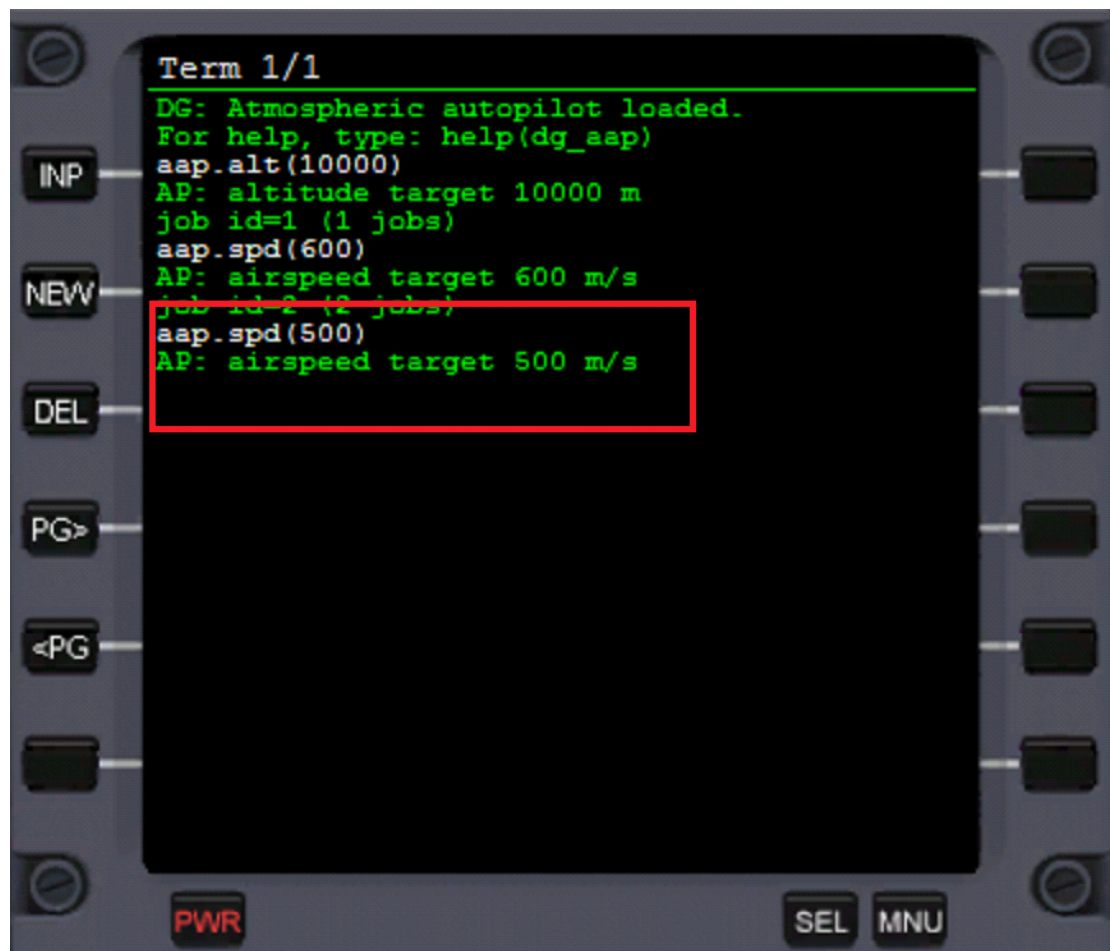 Term 1/1
DG: Atmospheric autopilot loaded.
For help, type: help(dg_aap)
aap.alt(10000)
AP: altitude target 10000 m
job id=1 (1 jobs)
aap.spd(600)
AP: airspeed target 600 m/s
job id=2 (2 jobs)
aap.spd(500)
AP: airspeed target 500 m/s
INP
NEW
DEL
PG>
<PG
PWR
SEL
MNU